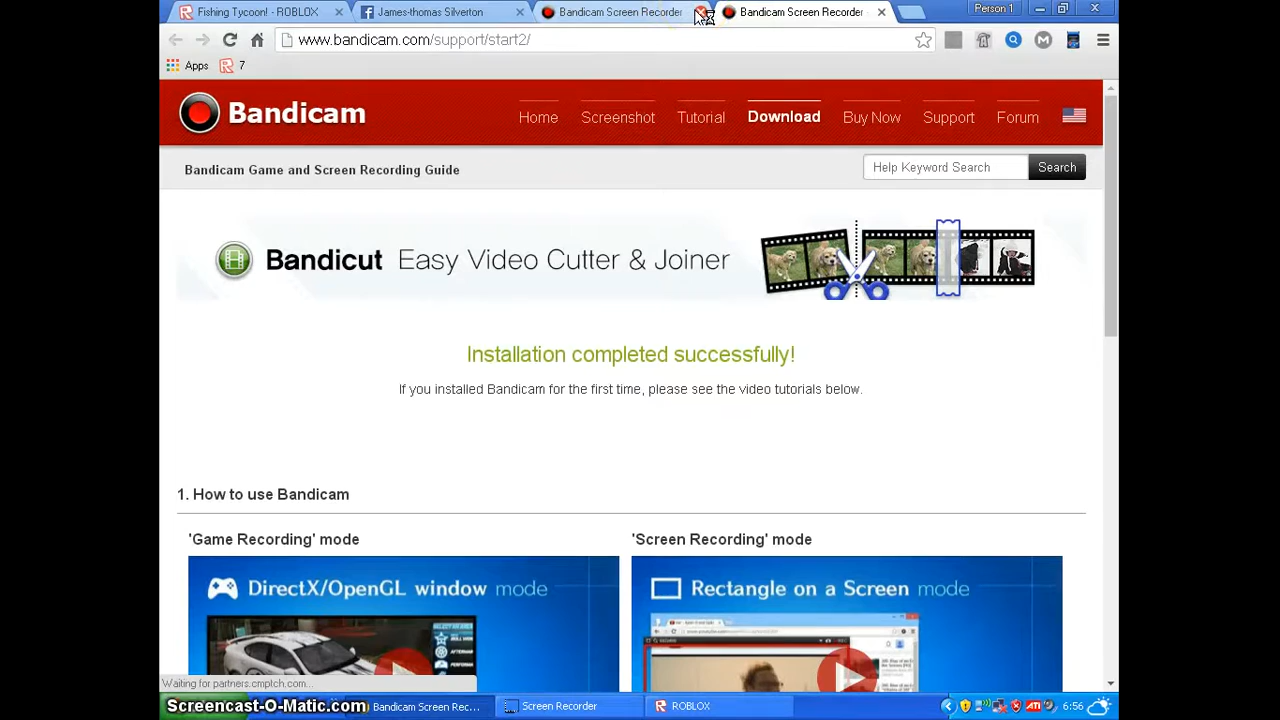 Fishing Tycoon! - ROBLOX
James-thomas Silverton
Bandicam Screen Recorder
Bandicam Screen Recorder
Person 1
www.bandicam.com/support/start2/
Apps
7
Bandicam
Home
Screenshot
Tutorial
Download
Buy Now
Support
Forum
Bandicam Game and Screen Recording Guide
Help Keyword Search
Search
Bandicut Easy Video Cutter & Joiner
Installation completed successfully!
If you installed Bandicam for the first time, please see the video tutorials below.
1. How to use Bandicam
'Game Recording' mode
'Screen Recording' mode
DirectX/OpenGL window mode
Rectangle on a Screen mode
Waiting for partners.cmptch.com...
Screencast-O-Matic.com
Bandicam Screen Rec...
Screen Recorder
ROBLOX
ATI
6:56